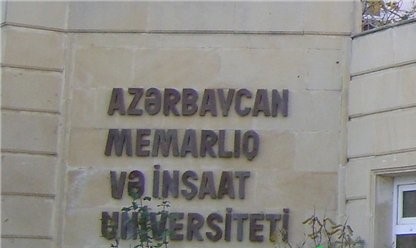 AZƏRBAYCAN
MEMARLIQ
VƏ İNŞAAT
UNİVERSİTETİ